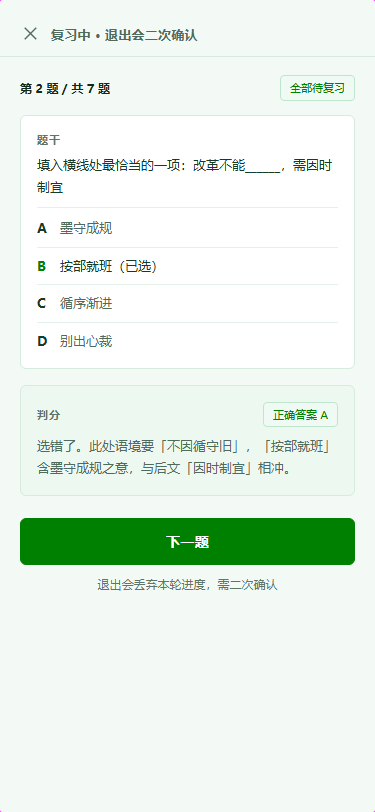 复习中 • 退出会二次确认
第 2 题 / 共 7 题
全部待复习
题干
填入横线处最恰当的一项：改革不能______，需因时
制宜
A 墨守成规
B 按部就班（已选）
C 循序渐进
D 别出心裁
判分
正确答案 A
选错了。此处语境要「不因循守旧」，「按部就班」
含墨守成规之意，与后文「因时制宜」相冲。
下一题
退出会丢弃本轮进度，需二次确认